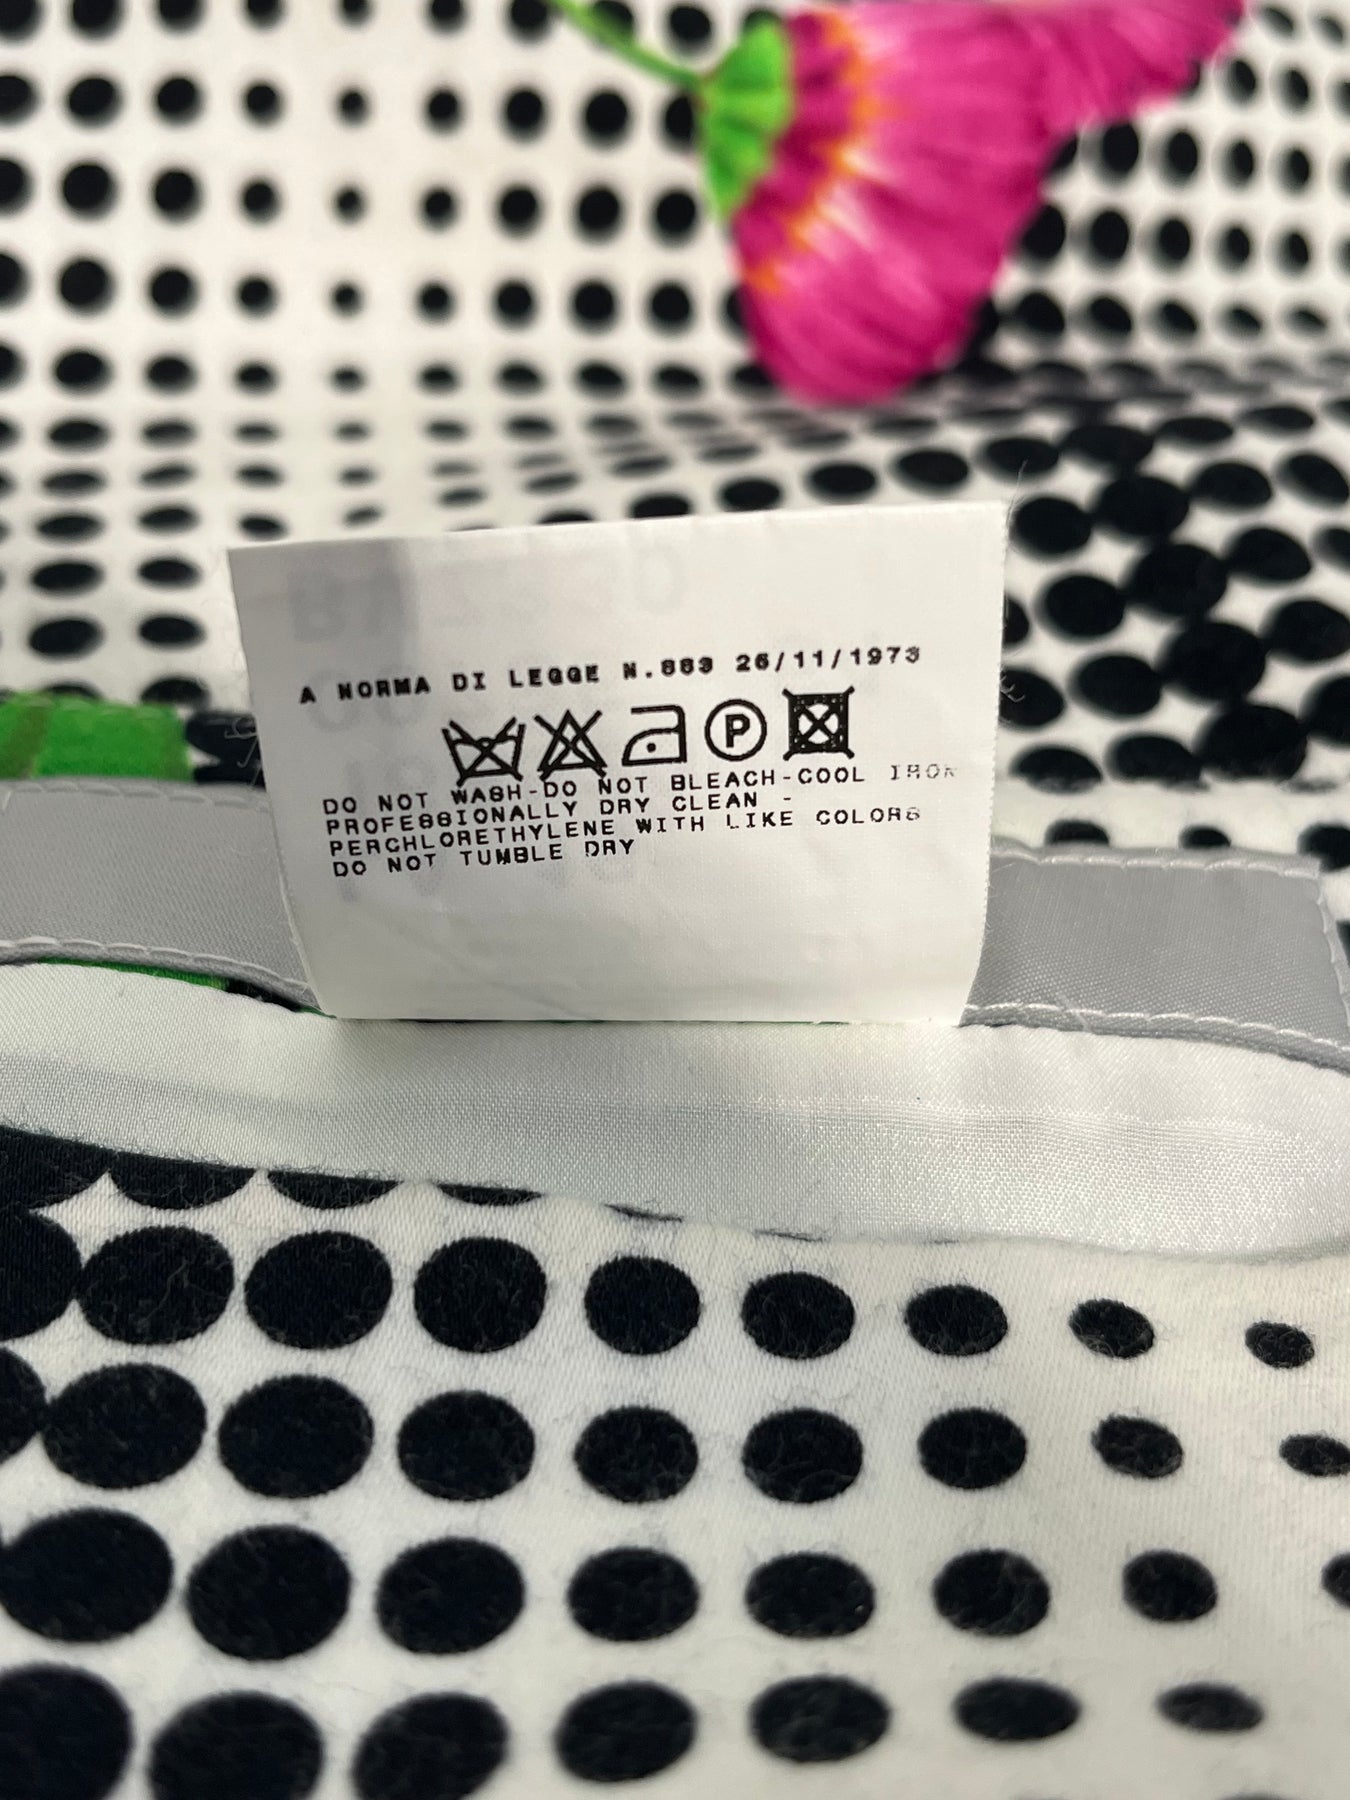 A NORMA DI LEGGE N.883 26/11/1973
P
DO NOT WASH-DO NOT BLEACH-COOL IRON
PROFESSIONALLY DRY CLEAN -
PERCHLORETHYLENE WITH LIKE COLORS
DO NOT TUMBLE DRY